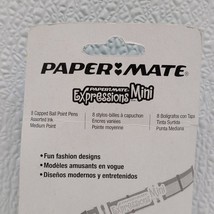 PAPER♥MATE
PAPER♥MATE
Expressions Mini
8 Capped Ball Point Pens
Assorted Ink
Medium Point
8 stylos-billes à capuchon
Encres variées
Pointe moyenne
8 Bolígrafos con Tapa
Tinta Surtida
Punta Mediana
• Fun fashion designs
• Modèles amusants en vogue
• Diseños modernos y entretenidos